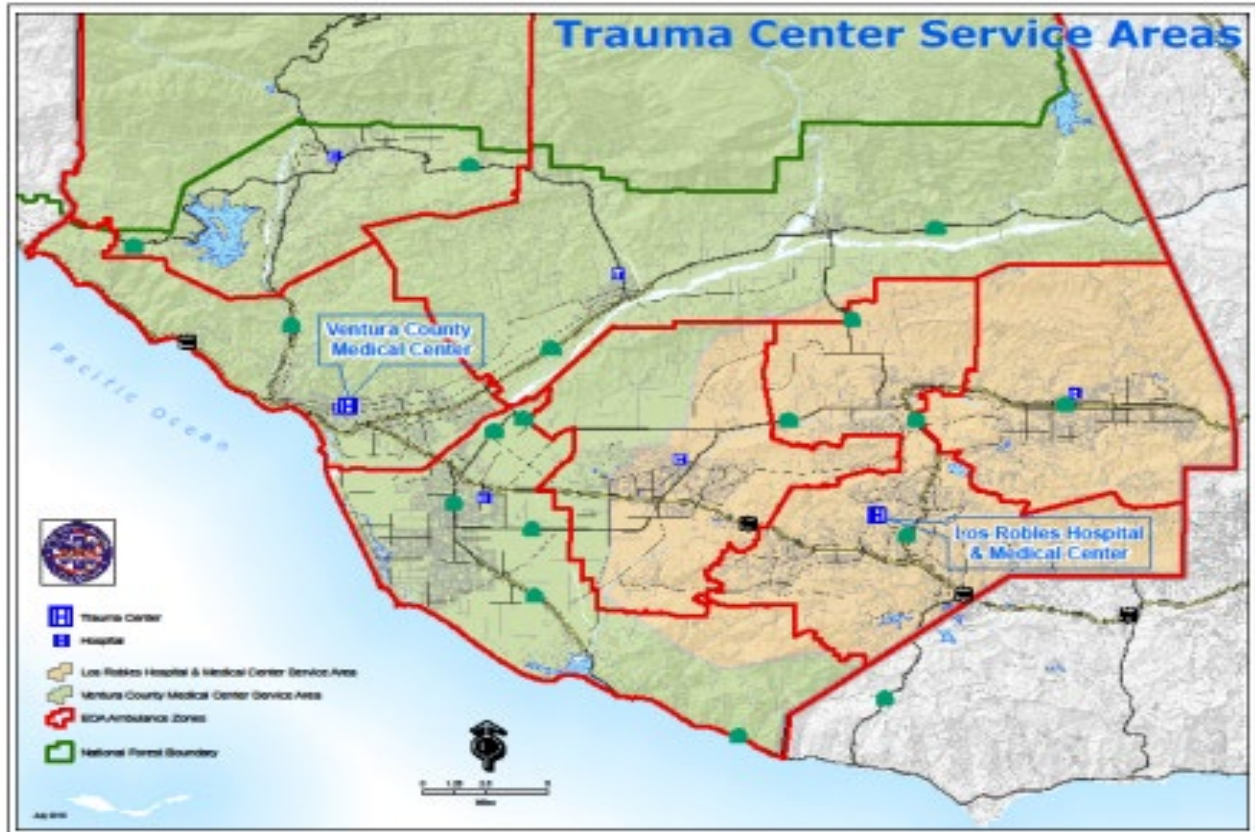 Trauma Center Service Areas
Ventura County
Medical Center
Pacific Ocean
Los Robles Hospital
& Medical Center
Trauma Center
Hospital
Los Robles Hospital & Medical Center Service Area
Ventura County Medical Center Service Area
EOA Ambulance Zones
National Forest Boundary
Miles